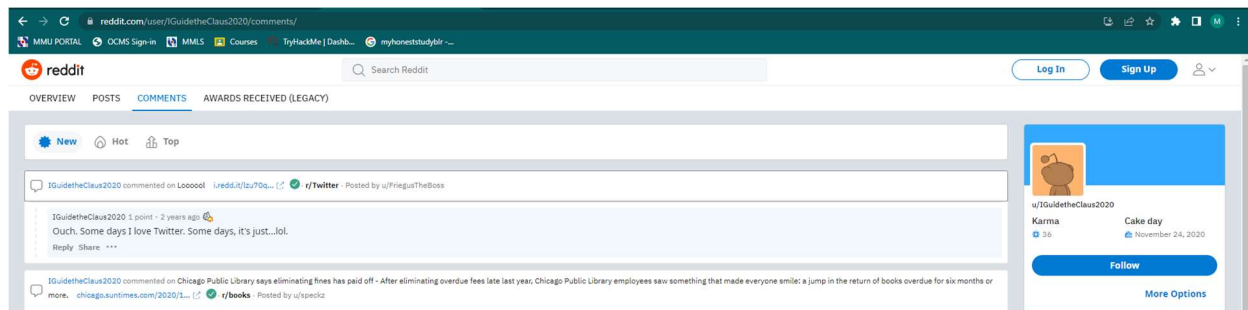 reddit.com/user/IGuidetheClaus2020/comments/
MMU PORTAL OCMS Sign-in MMLS Courses TryHackMe | Dashb... myhoneststudyblr -...
reddit Search Reddit Log In Sign Up
OVERVIEW POSTS COMMENTS AWARDS RECEIVED (LEGACY)
New Hot Top
IGuidetheClaus2020 commented on Loooool i.redd.it/lzu70q... r/Twitter · Posted by u/FriegusTheBoss
IGuidetheClaus2020 1 point · 2 years ago
Ouch. Some days I love Twitter. Some days, it's just...lol.
Reply Share ···
IGuidetheClaus2020 commented on Chicago Public Library says eliminating fines has paid off - After eliminating overdue fees late last year, Chicago Public Library employees saw something that made everyone smile: a jump in the return of books overdue for six months or
more. chicago.suntimes.com/2020/1... r/books · Posted by u/speckz
u/IGuidetheClaus2020
Karma Cake day
36 November 24, 2020
Follow
More Options